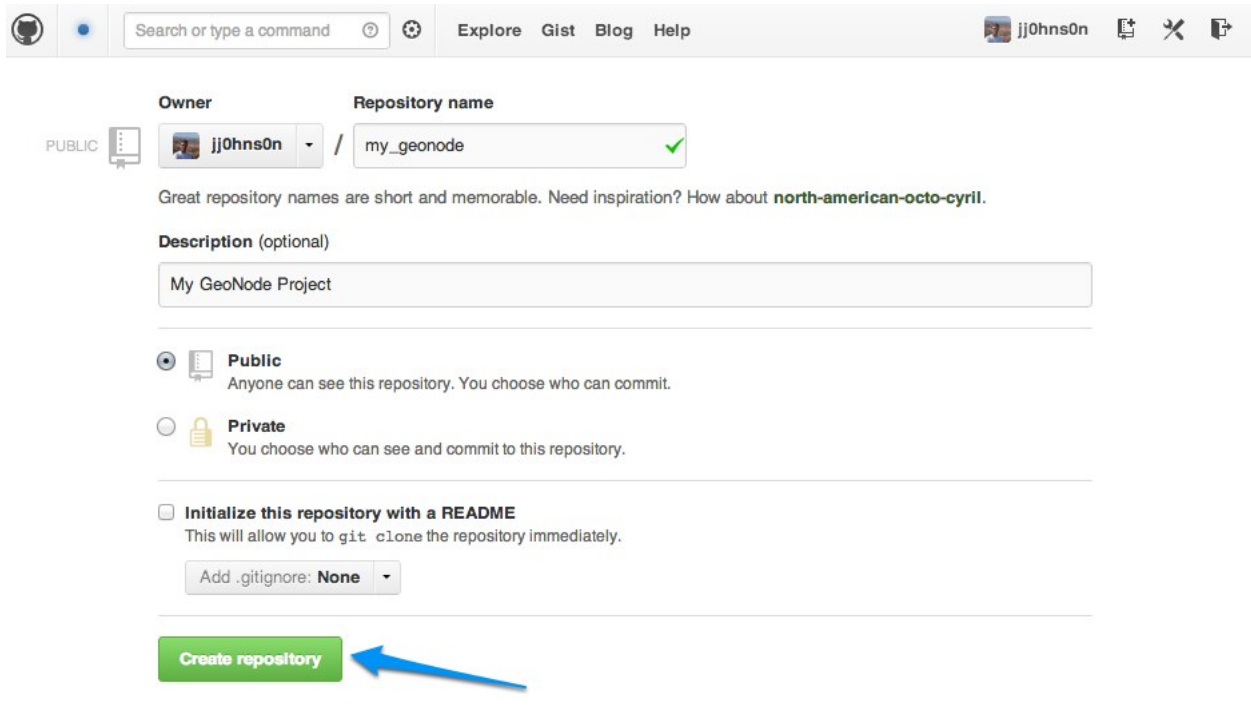 Search or type a command Explore Gist Blog Help jj0hns0n
Owner Repository name
PUBLIC jj0hns0n / my_geonode
Great repository names are short and memorable. Need inspiration? How about north-american-octo-cyril.
Description (optional)
My GeoNode Project
Public
Anyone can see this repository. You choose who can commit.
Private
You choose who can see and commit to this repository.
Initialize this repository with a README
This will allow you to git clone the repository immediately.
Add .gitignore: None
Create repository